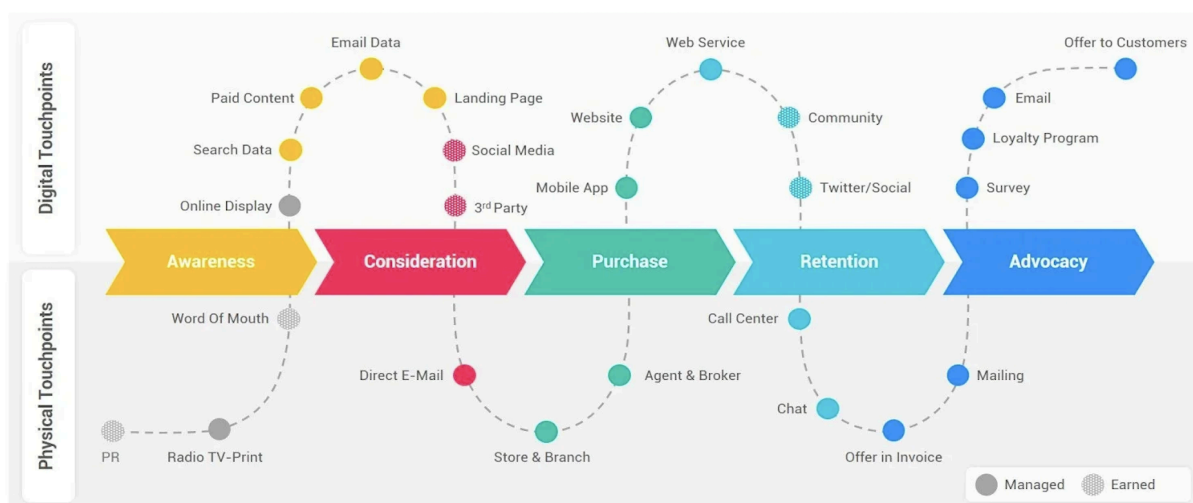 Digital Touchpoints
Email Data
Web Service
Offer to Customers
Paid Content
Landing Page
Website
Community
Email
Search Data
Social Media
Loyalty Program
Online Display
3rd Party
Mobile App
Twitter/Social
Survey
Awareness
Consideration
Purchase
Retention
Advocacy
Physical Touchpoints
Word Of Mouth
Call Center
Direct E-Mail
Agent & Broker
Mailing
Chat
PR
Radio TV-Print
Store & Branch
Offer in Invoice
Managed
Earned